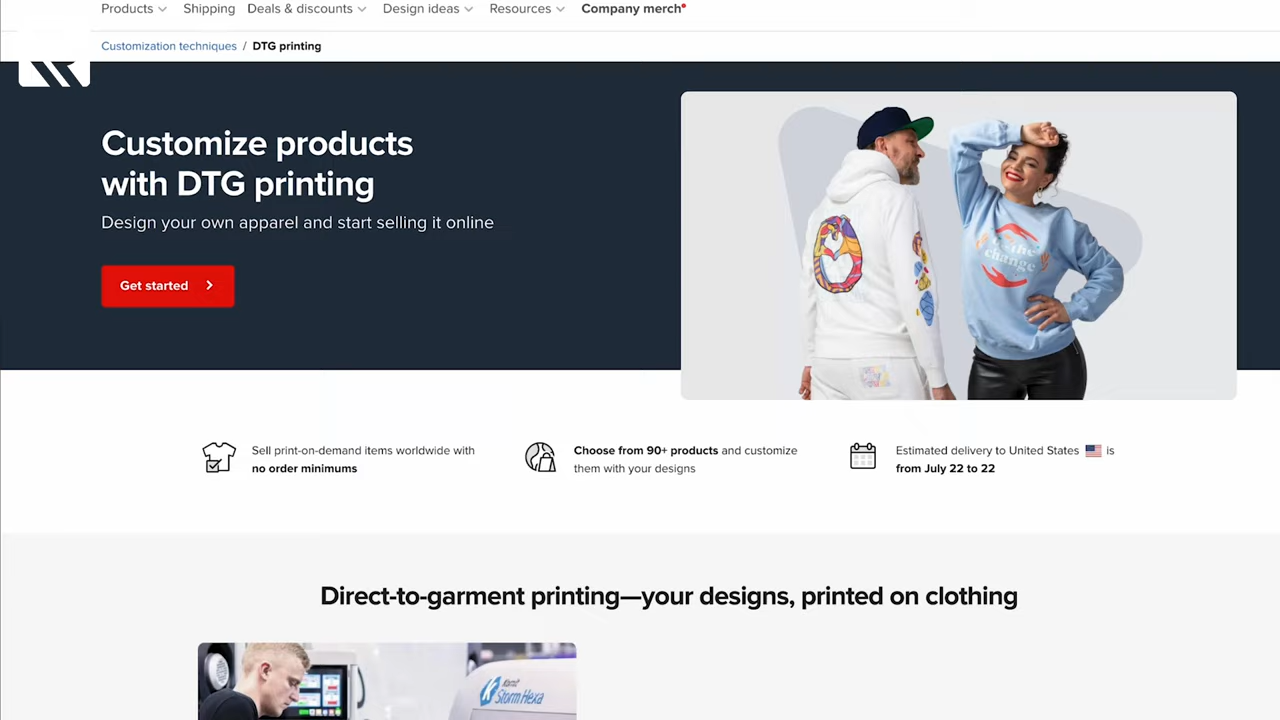 Products Shipping Deals & discounts Design ideas Resources Company merch
Customization techniques / DTG printing
Customize products
with DTG printing
Design your own apparel and start selling it online
Get started
the
change
Sell print-on-demand items worldwide with
no order minimums
Choose from 90+ products and customize
them with your designs
Estimated delivery to United States is
from July 22 to 22
Direct-to-garment printing—your designs, printed on clothing
Kornit
Storm Hexa